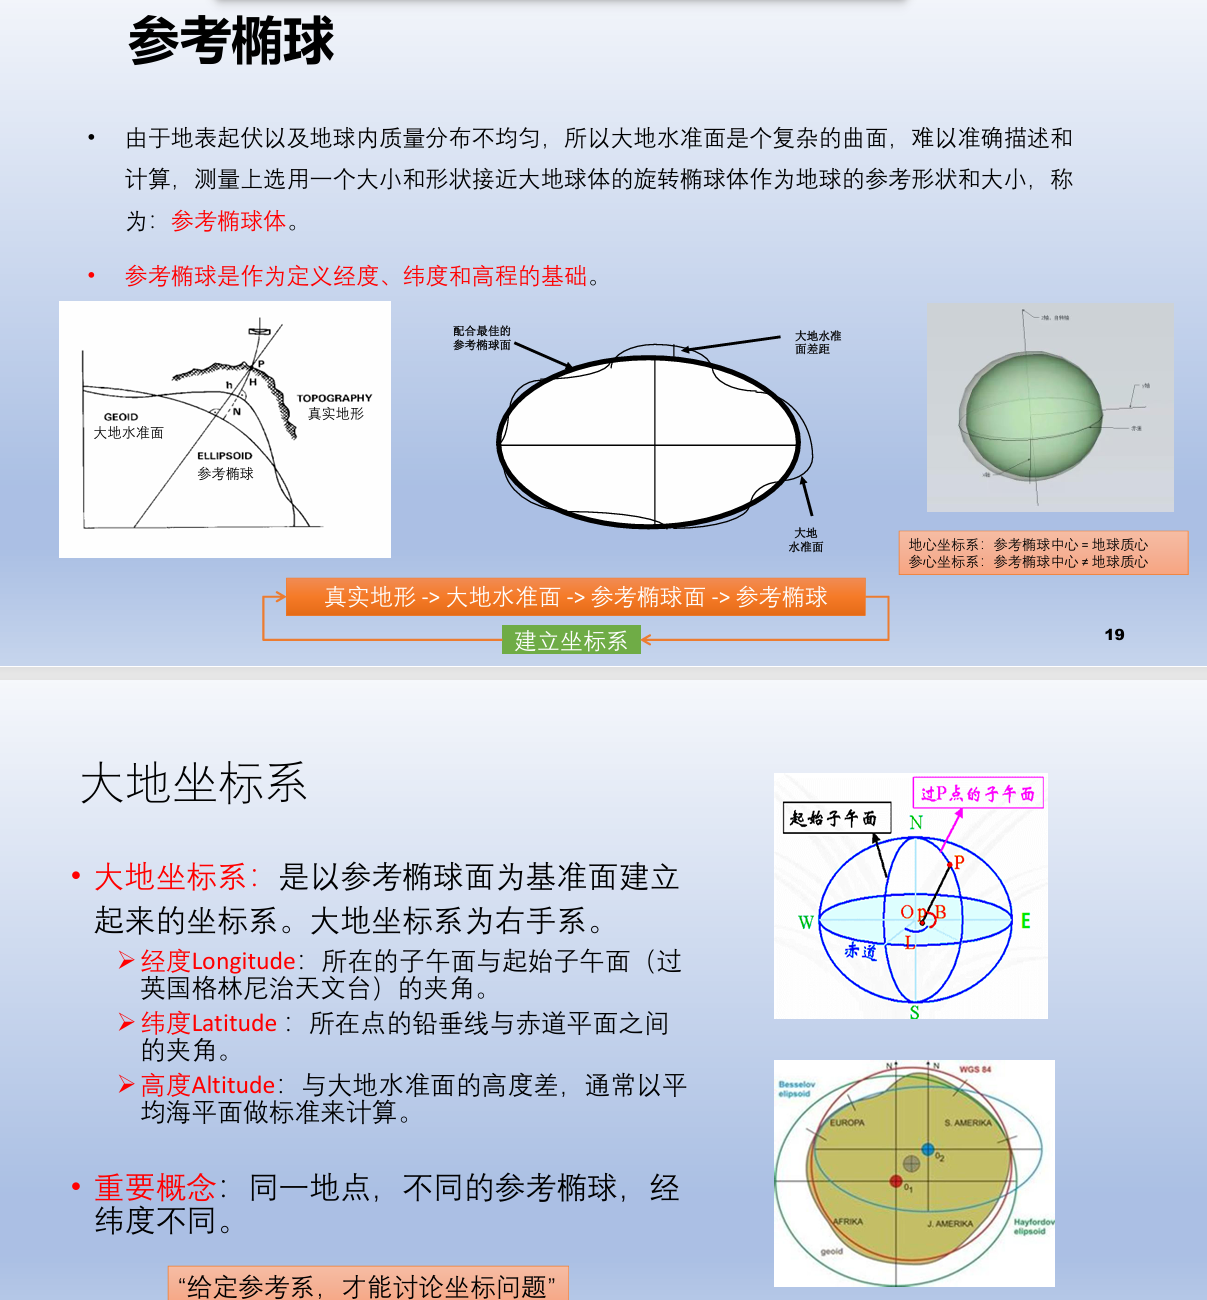 参考椭球
• 由于地表起伏以及地球内质量分布不均匀，所以大地水准面是个复杂的曲面，难以准确描述和
计算，测量上选用一个大小和形状接近大地球体的旋转椭球体作为地球的参考形状和大小，称
为：参考椭球体。
• 参考椭球是作为定义经度、纬度和高程的基础。
P
h
H
N
GEOID
大地水准面
TOPOGRAPHY
真实地形
ELLIPSOID
参考椭球
配合最佳的
参考椭球面
大地水准
面差距
大地
水准面
赤道
地心坐标系：参考椭球中心 = 地球质心
参心坐标系：参考椭球中心 ≠ 地球质心
真实地形 -> 大地水准面 -> 参考椭球面 -> 参考椭球
建立坐标系
19
大地坐标系
• 大地坐标系：是以参考椭球面为基准面建立
起来的坐标系。大地坐标系为右手系。
➢ 经度Longitude：所在的子午面与起始子午面（过
英国格林尼治天文台）的夹角。
➢ 纬度Latitude ：所在点的铅垂线与赤道平面之间
的夹角。
➢ 高度Altitude：与大地水准面的高度差，通常以平
均海平面做标准来计算。
• 重要概念：同一地点，不同的参考椭球，经
纬度不同。
“给定参考系，才能讨论坐标问题”
过P点的子午面
起始子午面
N
P
W
O
p
B
E
L
赤道
S
N
N
WGS 84
Besselov
elipsoid
EUROPA
S. AMERIKA
O2
O1
AFRIKA
J. AMERIKA
Hayfordov
elipsoid
geoid